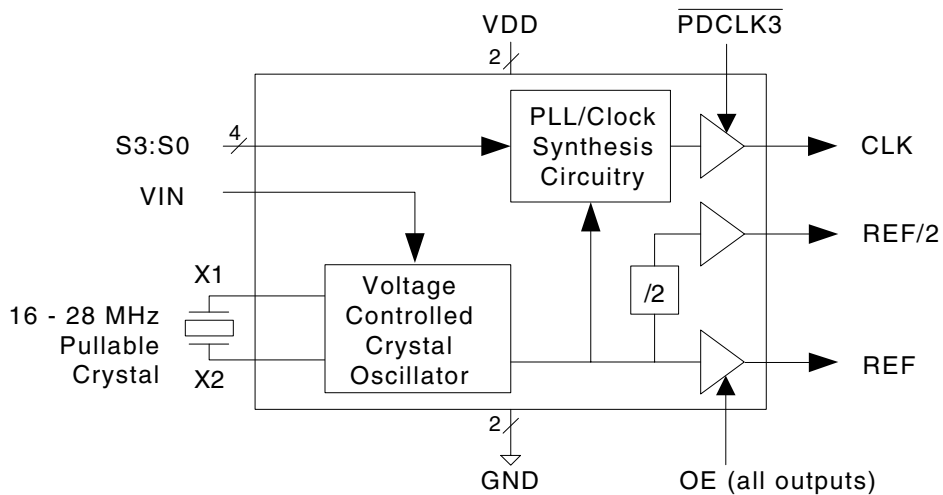 VDD
PDCLK3
2
PLL/Clock
Synthesis
Circuitry
S3:S0
4
CLK
VIN
REF/2
X1
Voltage
Controlled
Crystal
Oscillator
/2
16 - 28 MHz
Pullable
Crystal
X2
REF
2
GND
OE (all outputs)